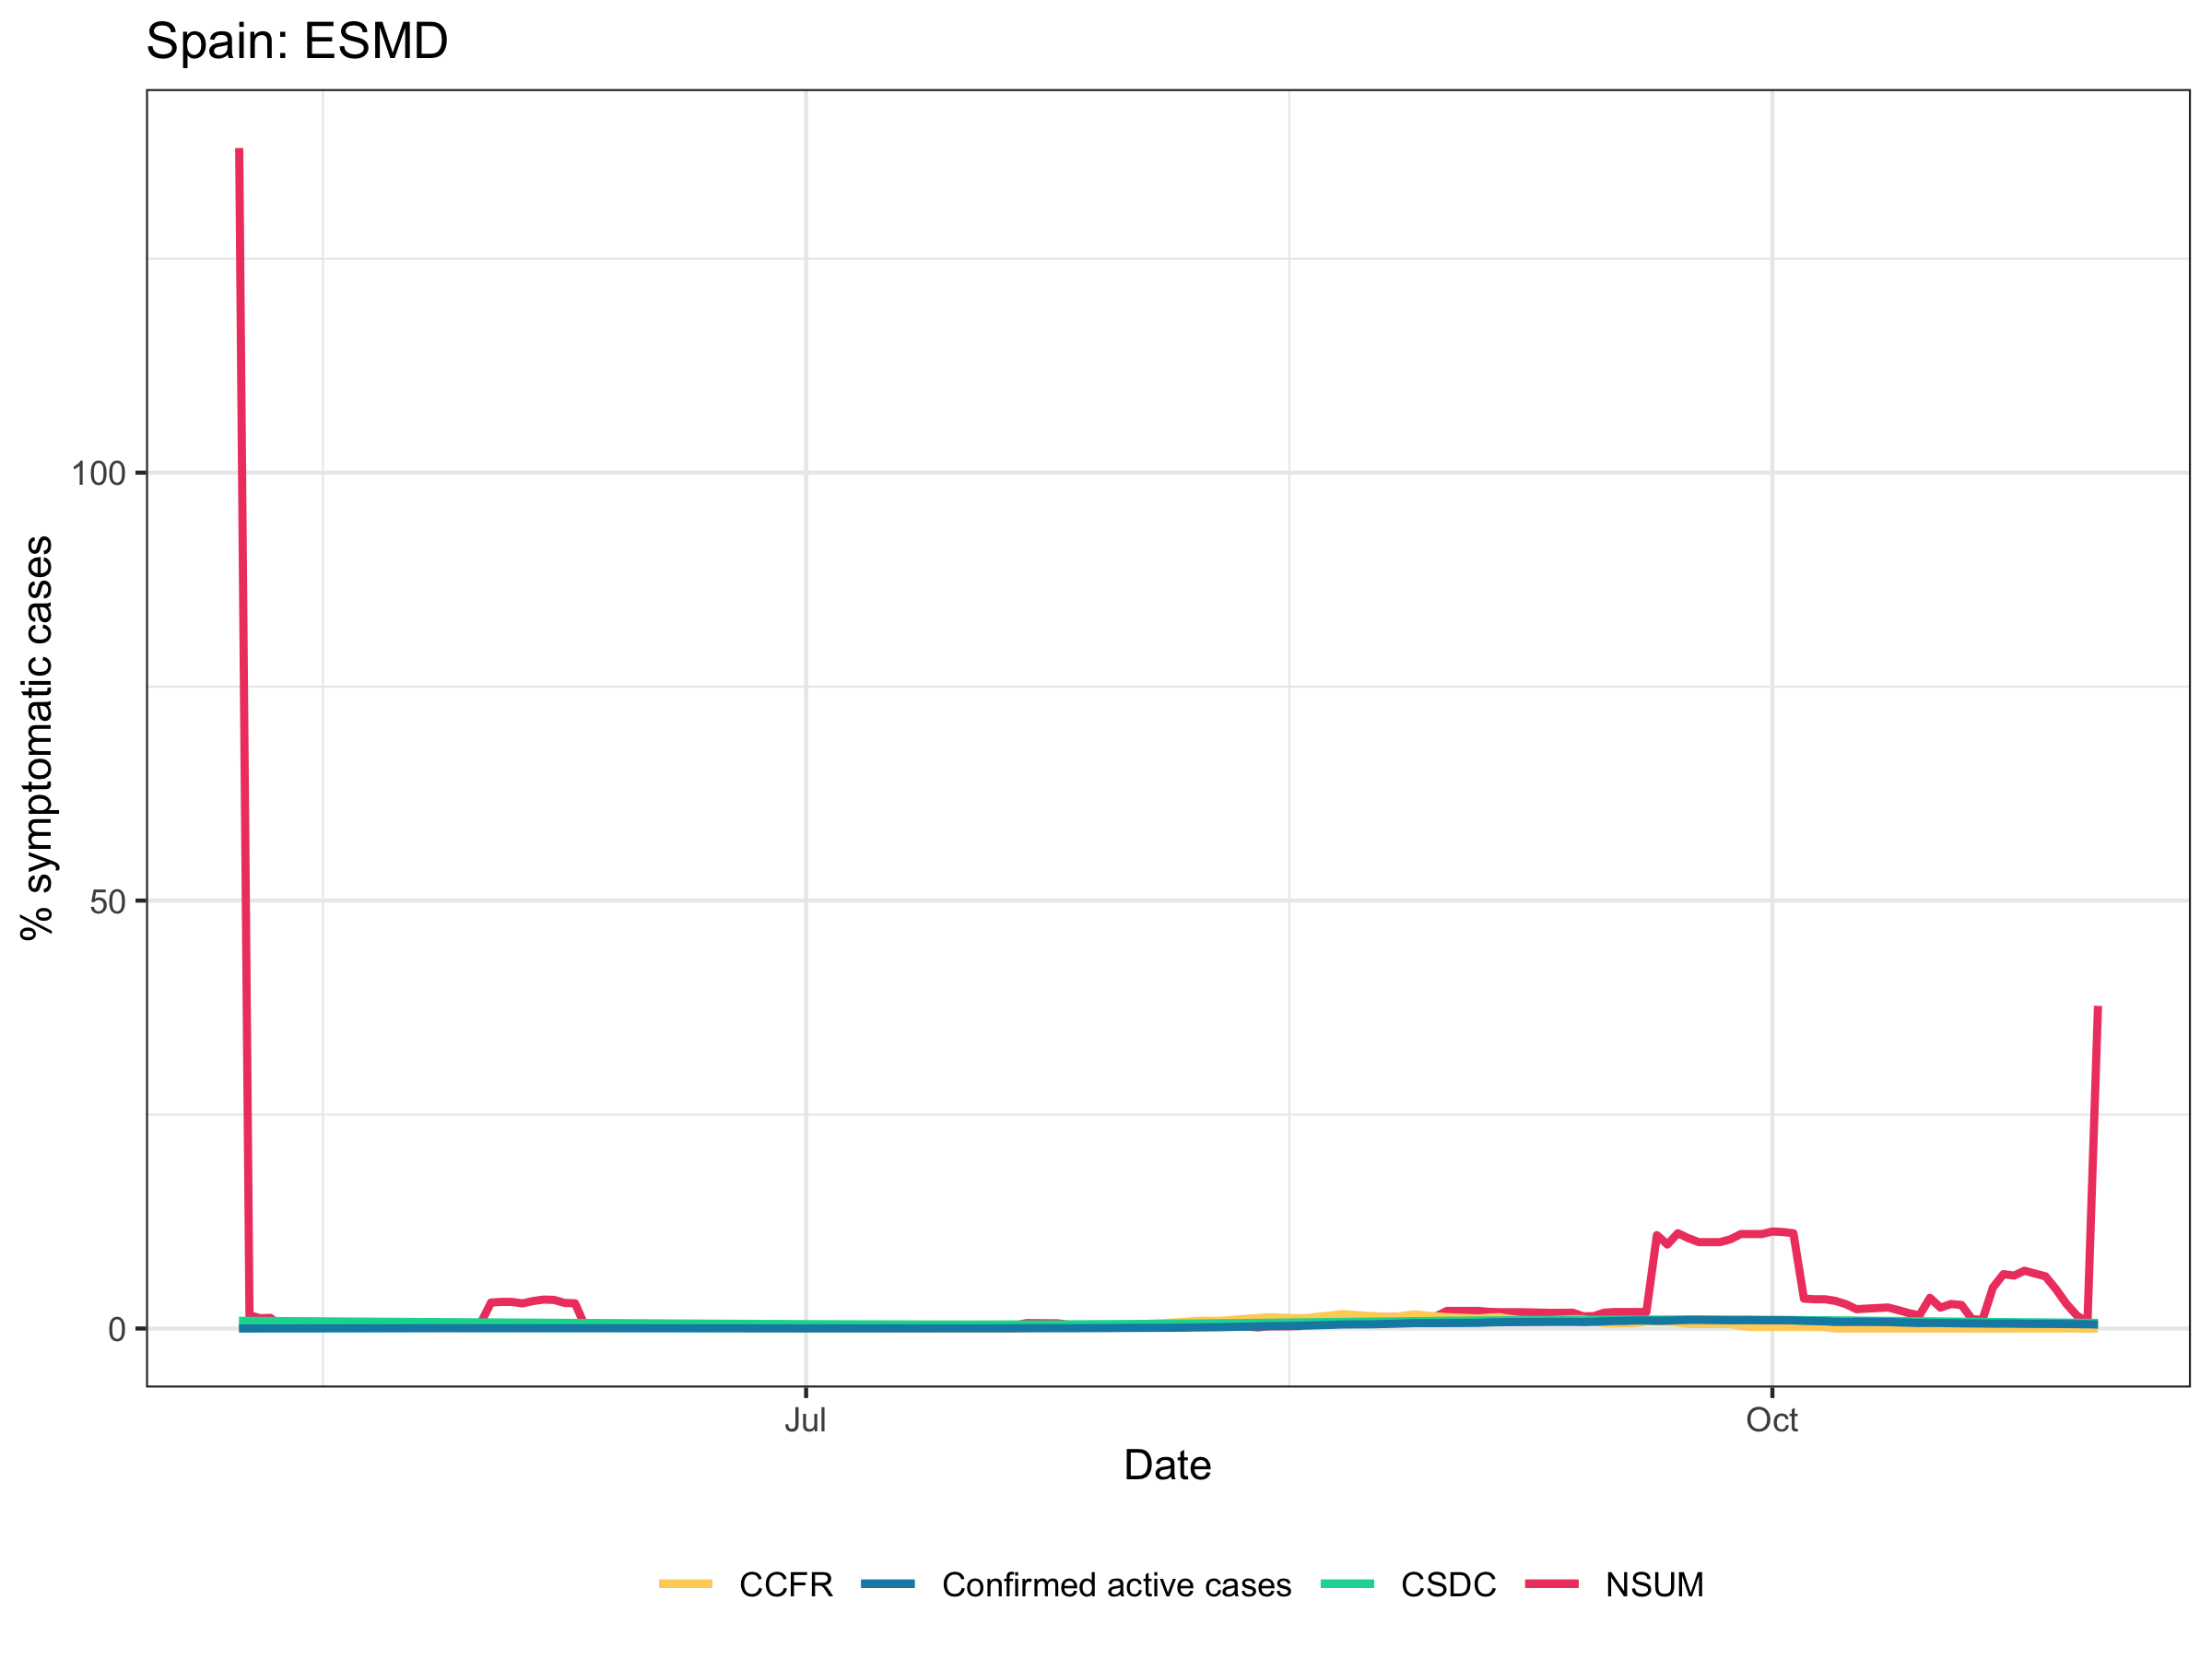 Spain: ESMD
% symptomatic cases
100
50
0
Jul
Oct
Date
CCFR
Confirmed active cases
CSDC
NSUM